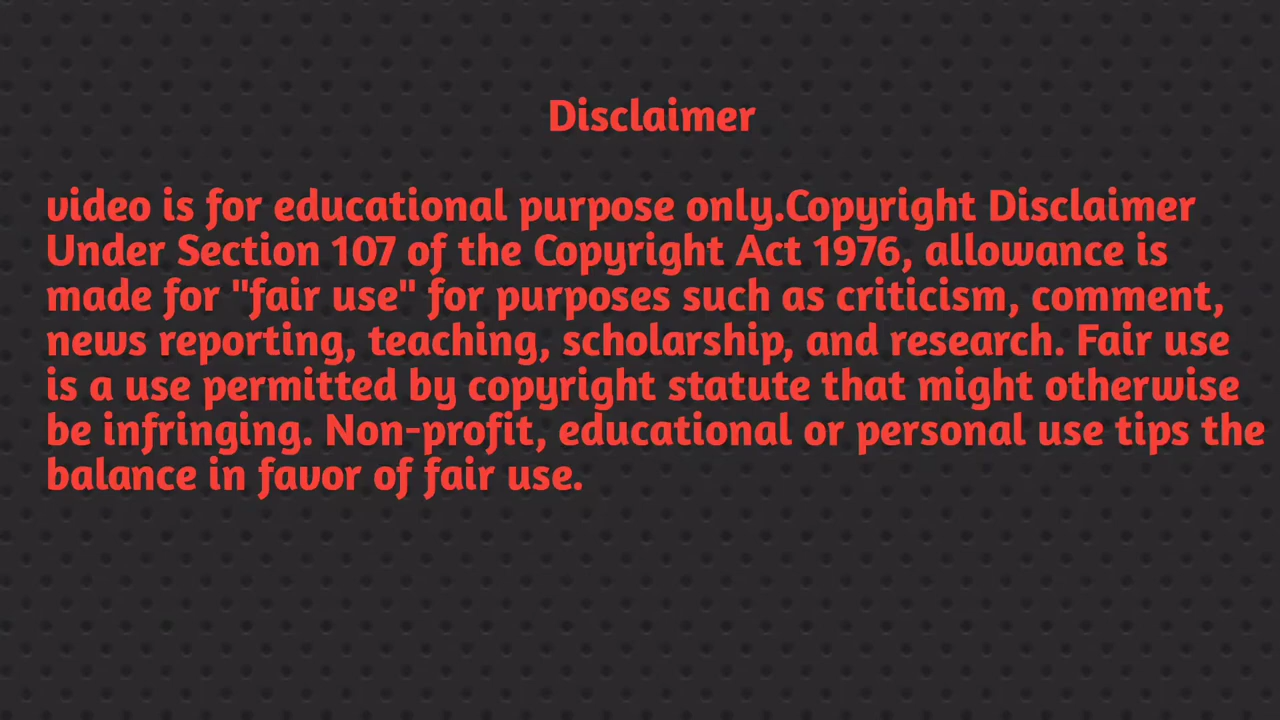 Disclaimer
video is for educational purpose only.Copyright Disclaimer
Under Section 107 of the Copyright Act 1976, allowance is
made for "fair use" for purposes such as criticism, comment,
news reporting, teaching, scholarship, and research. Fair use
is a use permitted by copyright statute that might otherwise
be infringing. Non-profit, educational or personal use tips the
balance in favor of fair use.